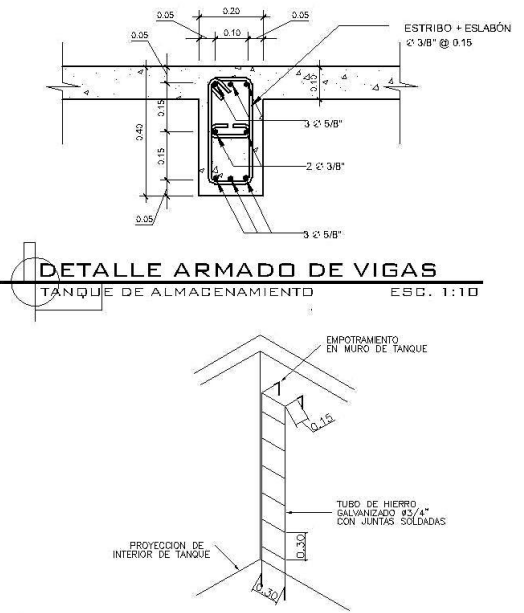 0.20
0.05
0.05
0.10
ESTRIBO + ESLABÓN
Ø 3/8" @ 0.15
0.05
0.05
0.15
0.40
0.15
0.10
3 Ø 5/8"
2 Ø 3/8"
0.05
3 Ø 5/8"
DETALLE ARMADO DE VIGAS
TANQUE DE ALMACENAMIENTO
ESC. 1:10
EMPOTRAMIENTO
EN MURO DE TANQUE
0.15
TUBO DE HIERRO
GALVANIZADO Ø3/4"
CON JUNTAS SOLDADAS
0.30
PROYECCION DE
INTERIOR DE TANQUE
0.30